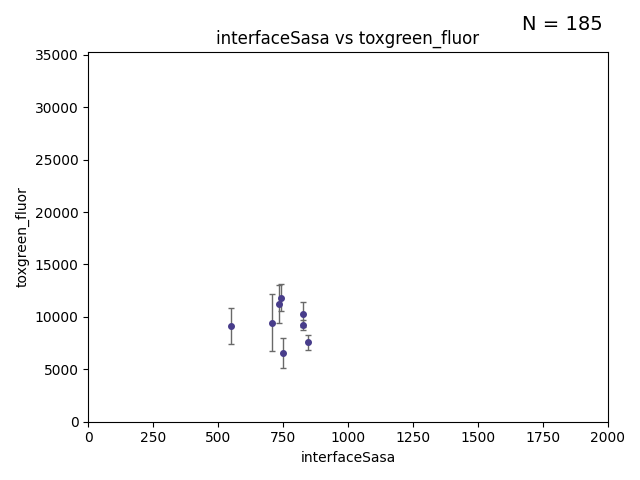 N = 185
interfaceSasa vs toxgreen_fluor
35000
30000
25000
20000
15000
10000
5000
0
toxgreen_fluor
0 250 500 750 1000 1250 1500 1750 2000
interfaceSasa